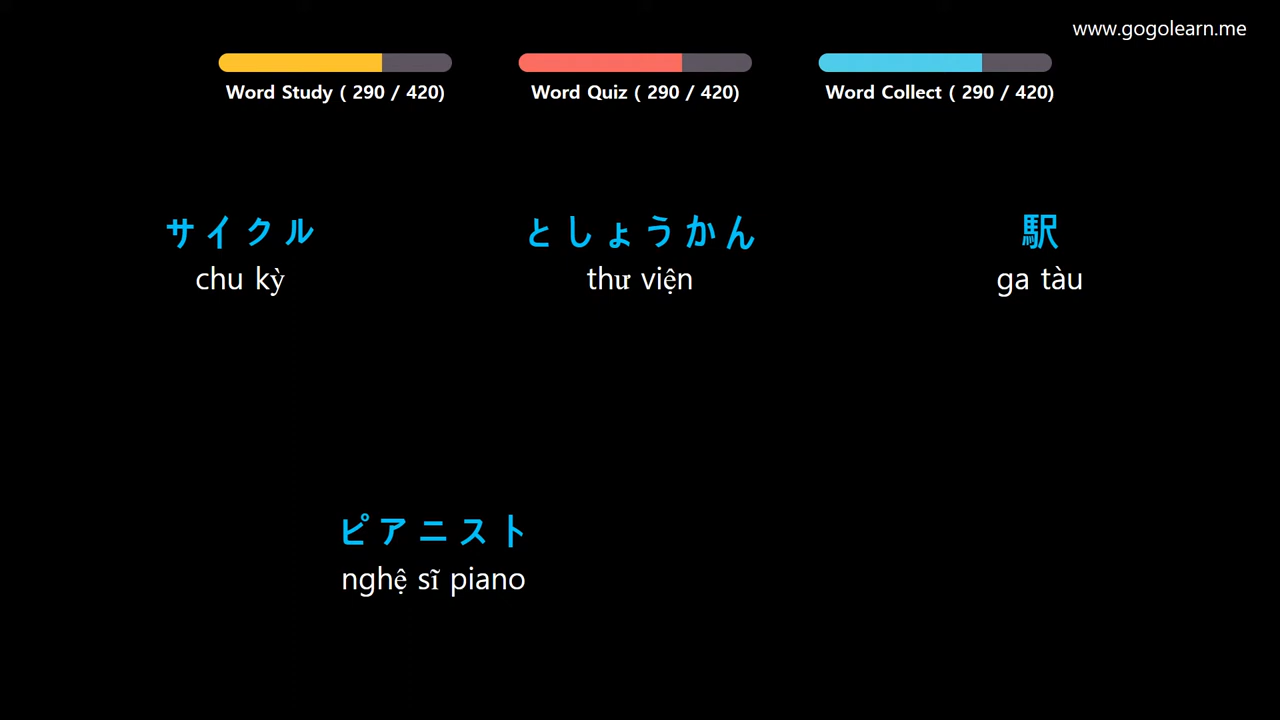 www.gogolearn.me
Word Study ( 290 / 420)
Word Quiz ( 290 / 420)
Word Collect ( 290 / 420)
サイクル
chu kỳ
としょうかん
thư viện
駅
ga tàu
ピアニスト
nghệ sĩ piano